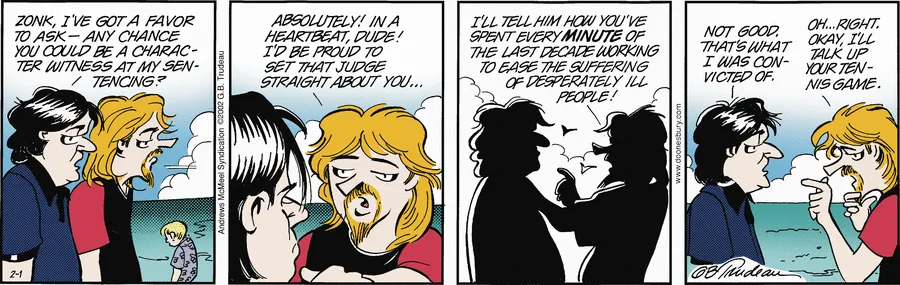 ZONK, I'VE GOT A FAVOR
TO ASK— ANY CHANCE
YOU COULD BE A CHARAC-
TER WITNESS AT MY SEN-
TENCING?
2-1
Andrews McMeel Syndication ©2002 G.B. Trudeau
ABSOLUTELY! IN A
HEARTBEAT, DUDE!
I'D BE PROUD TO
SET THAT JUDGE
STRAIGHT ABOUT YOU...
I'LL TELL HIM HOW YOU'VE
SPENT EVERY MINUTE OF
THE LAST DECADE WORKING
TO EASE THE SUFFERING
OF DESPERATELY ILL
PEOPLE!
www.doonesbury.com
NOT GOOD.
THAT'S WHAT
I WAS CON-
VICTED OF.
OH...RIGHT.
OKAY, I'LL
TALK UP
YOUR TEN-
NIS GAME.
GB Trudeau